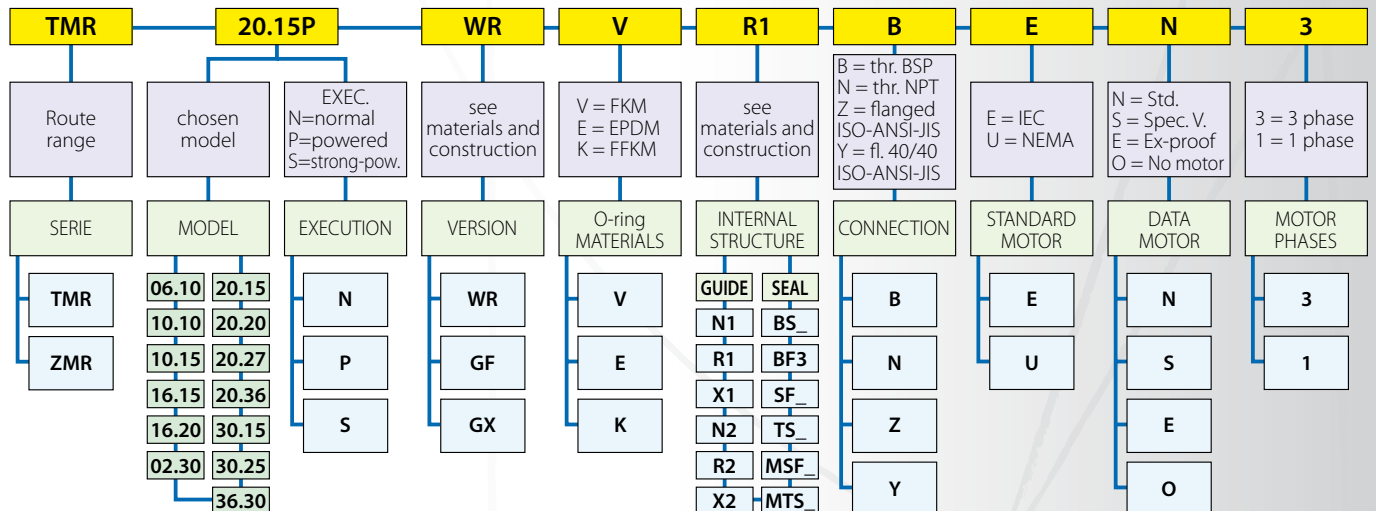 TMR 20.15P WR V R1 B E N 3
Route
range
chosen
model
EXEC.
N=normal
P=powered
S=strong-pow.
see
materials and
construction
V = FKM
E = EPDM
K = FFKM
see
materials and
construction
B = thr. BSP
N = thr. NPT
Z = flanged
ISO-ANSI-JIS
Y = fl. 40/40
ISO-ANSI-JIS
E = IEC
U = NEMA
N = Std.
S = Spec. V.
E = Ex-proof
O = No motor
3 = 3 phase
1 = 1 phase
SERIE
MODEL
EXECUTION
VERSION
O-ring
MATERIALS
INTERNAL
STRUCTURE
CONNECTION
STANDARD
MOTOR
DATA
MOTOR
MOTOR
PHASES
TMR
ZMR
06.10 20.15
10.10 20.20
10.15 20.27
16.15 20.36
16.20 30.15
02.30 30.25
36.30
N
P
S
WR
GF
GX
V
E
K
GUIDE SEAL
N1 BS_
R1 BF3
X1 SF_
N2 TS_
R2 MSF_
X2 MTS_
B
N
Z
Y
E
U
N
S
E
O
3
1